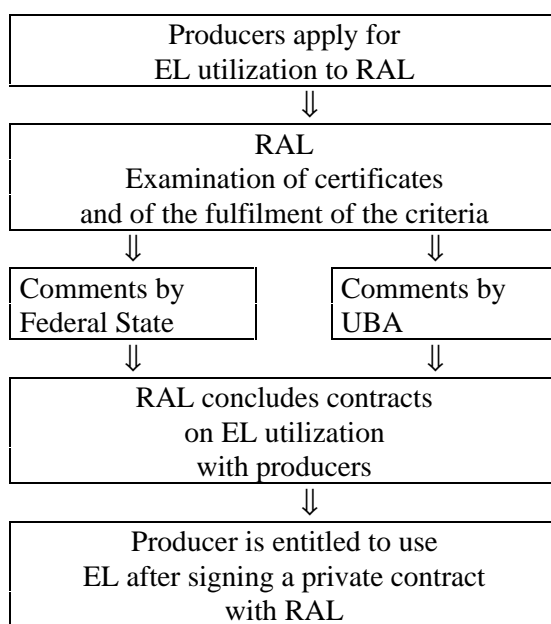 Producers apply for
EL utilization to RAL
⇓
RAL
Examination of certificates
and of the fulfilment of the criteria
⇓ ⇓
Comments by
Federal State
Comments by
UBA
⇓ ⇓
RAL concludes contracts
on EL utilization
with producers
⇓
Producer is entitled to use
EL after signing a private contract
with RAL